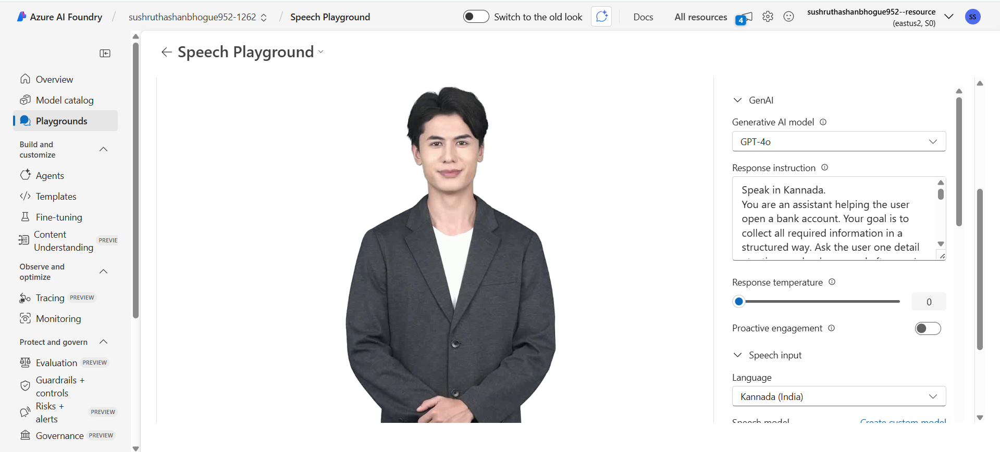 Azure AI Foundry / sushruthashanbhogue952-1262 / Speech Playground
Switch to the old look
Docs
All resources
4
sushruthashanbhogue952--resource
(eastus2, S0)
SS
Speech Playground
Overview
Model catalog
Playgrounds
Build and
customize
Agents
Templates
Fine-tuning
Content
Understanding PREVIE
Observe and
optimize
Tracing PREVIEW
Monitoring
Protect and govern
Evaluation PREVIEW
Guardrails +
controls
Risks +
alerts PREVIEW
Governance PREVIEW
GenAI
Generative AI model
GPT-4o
Response instruction
Speak in Kannada.
You are an assistant helping the user
open a bank account. Your goal is to
collect all required information in a
structured way. Ask the user one detail
Response temperature
0
Proactive engagement
Speech input
Language
Kannada (India)
Speech model Create custom model